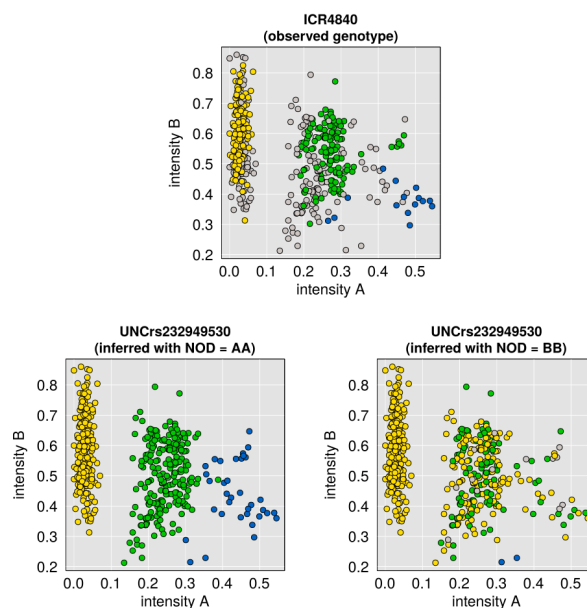 ICR4840
(observed genotype)
0.8
0.7
0.6
0.5
0.4
0.3
0.2
intensity B
0.0 0.1 0.2 0.3 0.4 0.5
intensity A
UNCrs232949530
(inferred with NOD = AA)
0.8
0.7
0.6
0.5
0.4
0.3
0.2
intensity B
0.0 0.1 0.2 0.3 0.4 0.5
intensity A
UNCrs232949530
(inferred with NOD = BB)
0.8
0.7
0.6
0.5
0.4
0.3
0.2
intensity B
0.0 0.1 0.2 0.3 0.4 0.5
intensity A